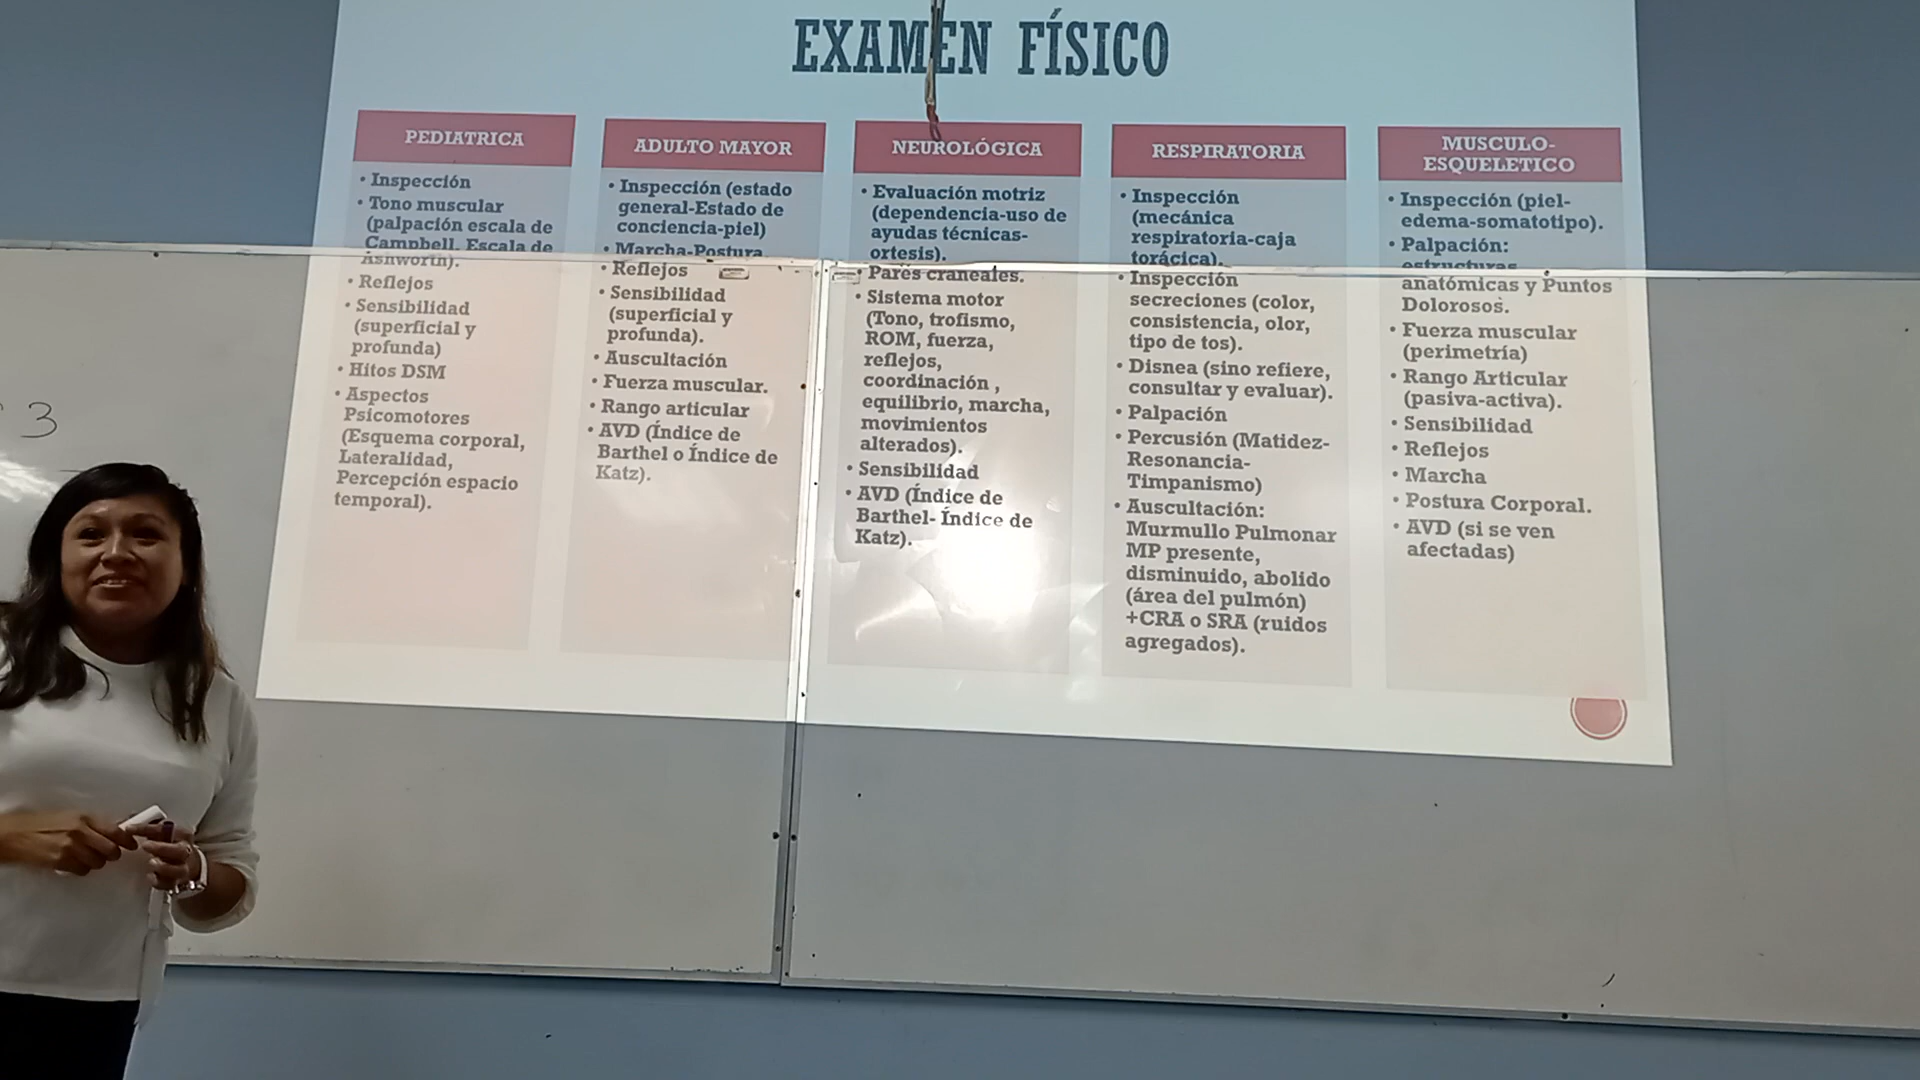 EXAMEN FÍSICO
PEDIATRICA
• Inspección
• Tono muscular
(palpación escala de
Campbell. Escala de
Ashworth).
• Reflejos
• Sensibilidad
(superficial y
profunda)
• Hitos DSM
• Aspectos
Psicomotores
(Esquema corporal,
Lateralidad,
Percepción espacio
temporal).
ADULTO MAYOR
• Inspección (estado
general-Estado de
conciencia-piel)
• Marcha-Postura.
• Reflejos
• Sensibilidad
(superficial y
profunda).
• Auscultación
• Fuerza muscular.
• Rango articular
• AVD (Índice de
Barthel o Índice de
Katz).
NEUROLÓGICA
• Evaluación motriz
(dependencia-uso de
ayudas técnicas-
ortesis).
• Pares craneales.
• Sistema motor
(Tono, trofismo,
ROM, fuerza,
reflejos,
coordinación ,
equilibrio, marcha,
movimientos
alterados).
• Sensibilidad
• AVD (Índice de
Barthel- Índice de
Katz).
RESPIRATORIA
• Inspección
(mecánica
respiratoria-caja
torácica).
• Inspección
secreciones (color,
consistencia, olor,
tipo de tos).
• Disnea (sino refiere,
consultar y evaluar).
• Palpación
• Percusión (Matidez-
Resonancia-
Timpanismo)
• Auscultación:
Murmullo Pulmonar
MP presente,
disminuido, abolido
(área del pulmón)
+CRA o SRA (ruidos
agregados).
MUSCULO-
ESQUELETICO
• Inspección (piel-
edema-somatotipo).
• Palpación:
estructuras
anatómicas y Puntos
Dolorosos.
• Fuerza muscular
(perimetría)
• Rango Articular
(pasiva-activa).
• Sensibilidad
• Reflejos
• Marcha
• Postura Corporal.
• AVD (si se ven
afectadas)
3